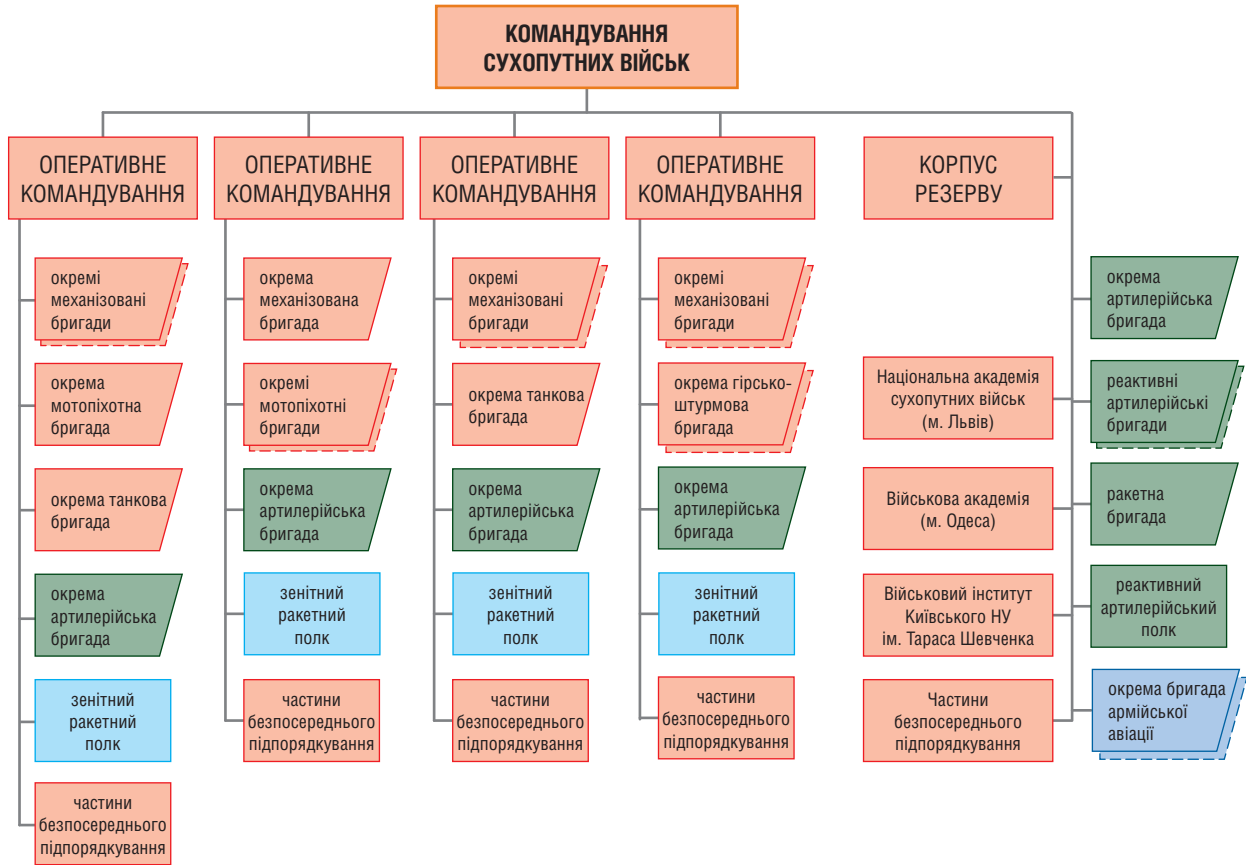 КОМАНДУВАННЯ
СУХОПУТНИХ ВІЙСЬК
ОПЕРАТИВНЕ
КОМАНДУВАННЯ
окремі
механізовані
бригади
окрема
мотопіхотна
бригада
окрема танкова
бригада
окрема
артилерійська
бригада
зенітний
ракетний
полк
частини
безпосереднього
підпорядкування
ОПЕРАТИВНЕ
КОМАНДУВАННЯ
окрема
механізована
бригада
окремі
мотопіхотні
бригади
окрема
артилерійська
бригада
зенітний
ракетний
полк
частини
безпосереднього
підпорядкування
ОПЕРАТИВНЕ
КОМАНДУВАННЯ
окремі
механізовані
бригади
окрема танкова
бригада
окрема
артилерійська
бригада
зенітний
ракетний
полк
частини
безпосереднього
підпорядкування
ОПЕРАТИВНЕ
КОМАНДУВАННЯ
окремі
механізовані
бригади
окрема гірсько-
штурмова
бригада
окрема
артилерійська
бригада
зенітний
ракетний
полк
частини
безпосереднього
підпорядкування
КОРПУС
РЕЗЕРВУ
Національна академія
сухопутних військ
(м. Львів)
Військова академія
(м. Одеса)
Військовий інститут
Київського НУ
ім. Тараса Шевченка
Частини
безпосереднього
підпорядкування
окрема
артилерійська
бригада
реактивні
артилерійські
бригади
ракетна
бригада
реактивний
артилерійський
полк
окрема бригада
армійської
авіації